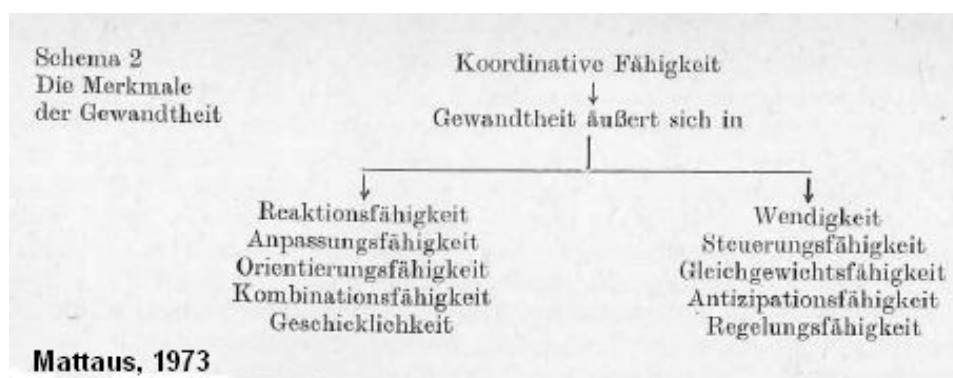 Schema 2
Die Merkmale
der Gewandtheit
Koordinative Fähigkeit
Gewandtheit äußert sich in
Reaktionsfähigkeit
Anpassungsfähigkeit
Orientierungsfähigkeit
Kombinationsfähigkeit
Geschicklichkeit
Wendigkeit
Steuerungsfähigkeit
Gleichgewichtsfähigkeit
Antizipationsfähigkeit
Regelungsfähigkeit
Mattaus, 1973